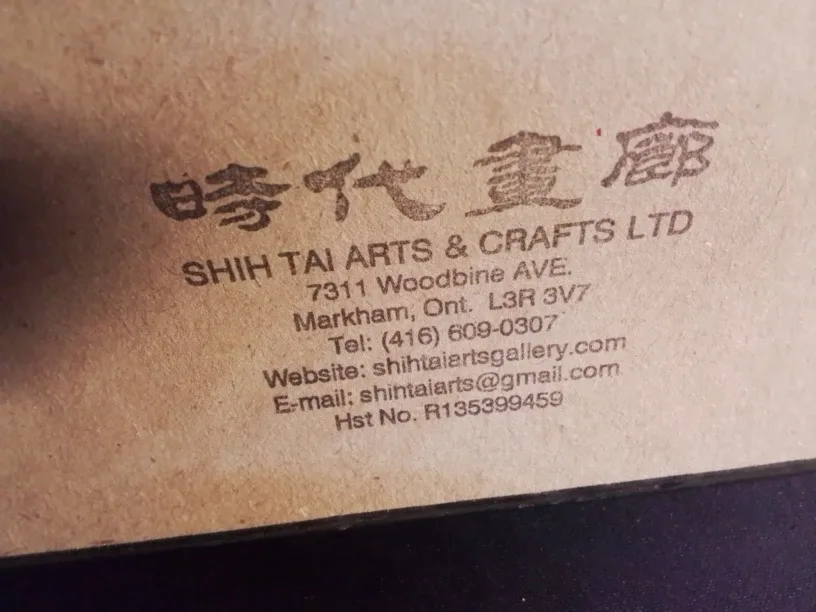 時代畫廊
SHIH TAI ARTS & CRAFTS LTD
7311 Woodbine AVE.
Markham, Ont. L3R 3V7
Tel: (416) 609-0307
Website: shihtaiartsgallery.com
E-mail: shihtaiarts@gmail.com
Hst No. R135399459